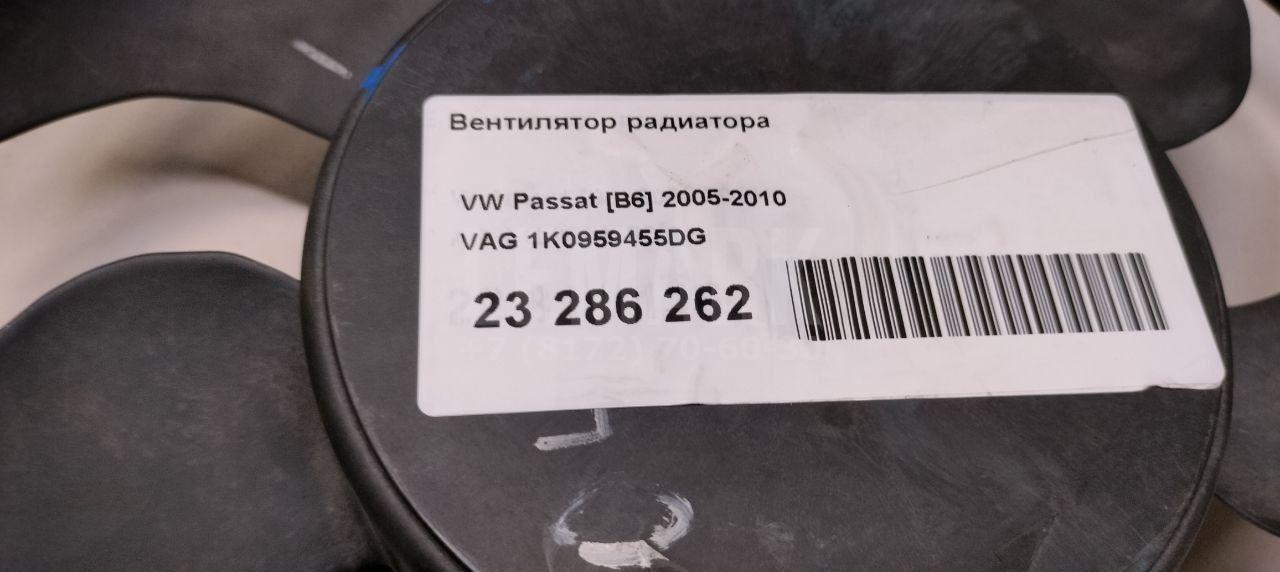 Вентилятор радиатора
VW Passat [B6] 2005-2010
VAG 1K0959455DG
23 286 262